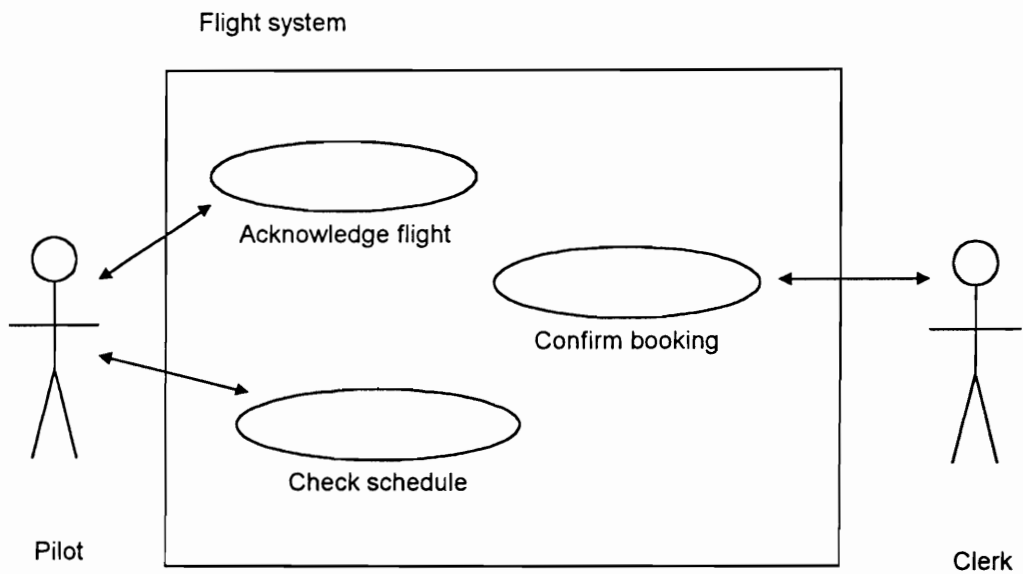 Flight system
Acknowledge flight
Confirm booking
Check schedule
Pilot
Clerk